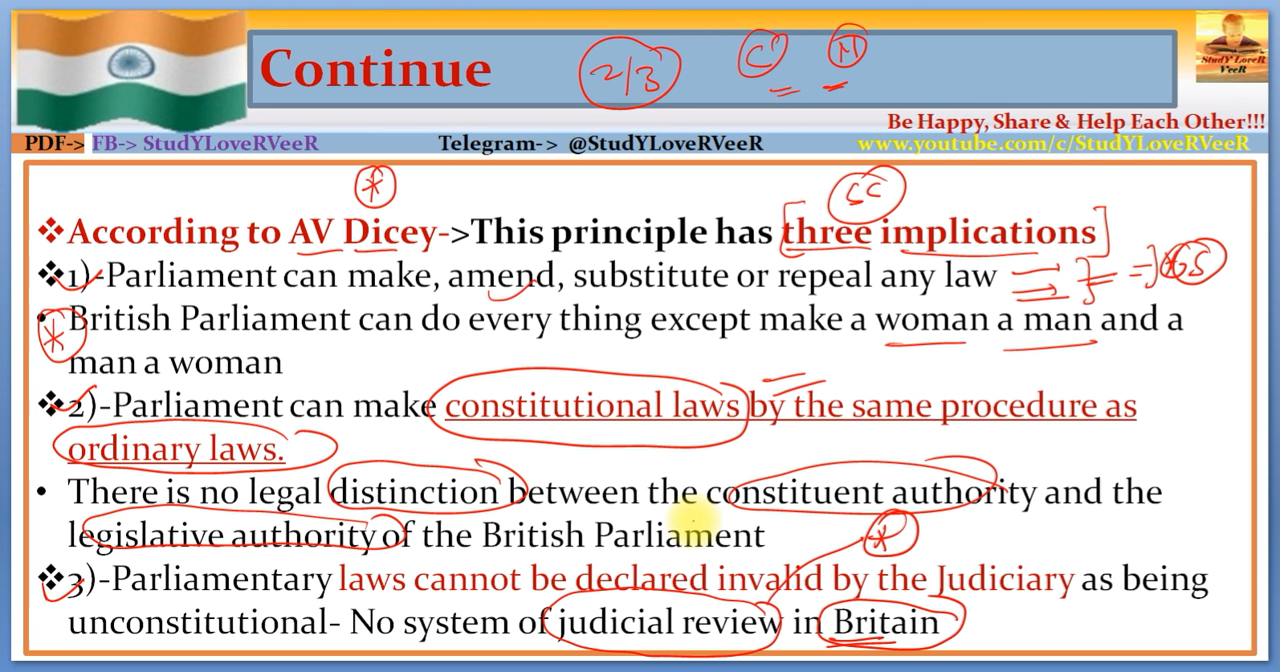 Continue
2/3
C
M
StudY LoveR
VeeR
Be Happy, Share & Help Each Other!!!
PDF-> FB-> StudYLoveRVeeR Telegram-> @StudYLoveRVeeR www.youtube.com/c/StudYLoveRVeeR
❖According to AV Dicey->This principle has three implications
❖1)-Parliament can make, amend, substitute or repeal any law
• British Parliament can do every thing except make a woman a man and a
man a woman
❖2)-Parliament can make constitutional laws by the same procedure as
ordinary laws.
• There is no legal distinction between the constituent authority and the
legislative authority of the British Parliament
❖3)-Parliamentary laws cannot be declared invalid by the Judiciary as being
unconstitutional- No system of judicial review in Britain